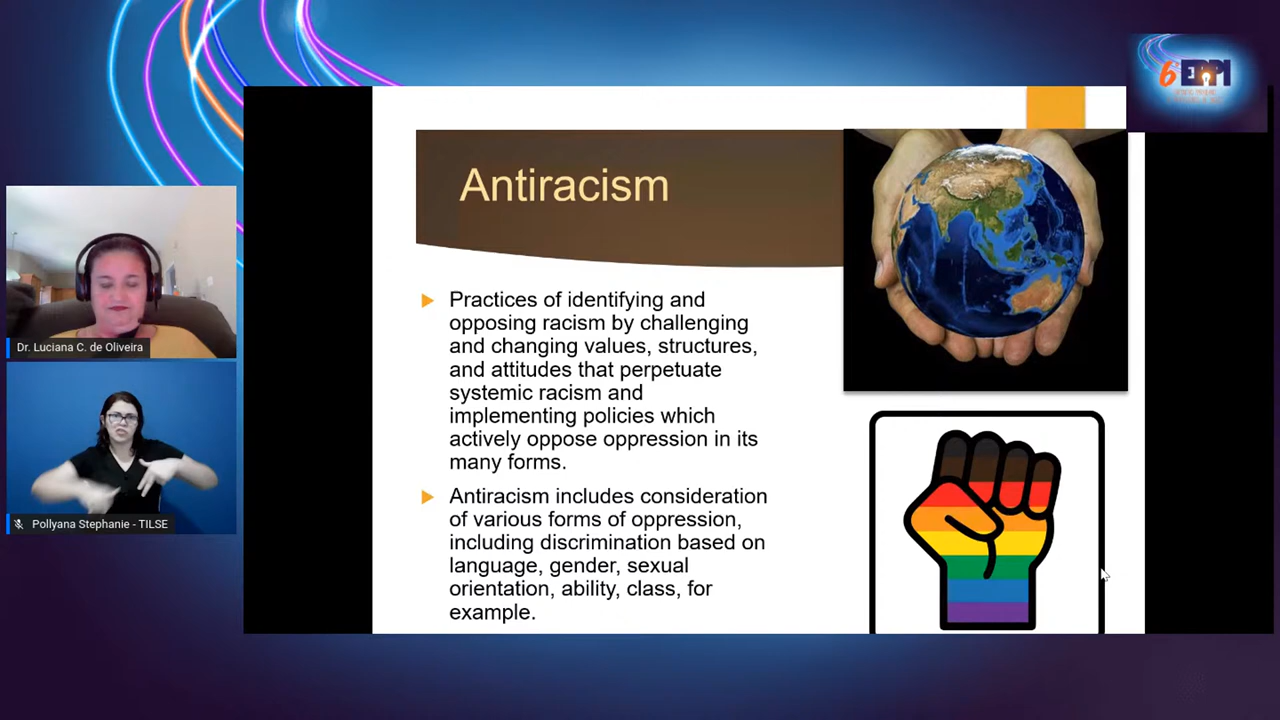 6 EPPI
Antiracism
Practices of identifying and
opposing racism by challenging
and changing values, structures,
and attitudes that perpetuate
systemic racism and
implementing policies which
actively oppose oppression in its
many forms.
Antiracism includes consideration
of various forms of oppression,
including discrimination based on
language, gender, sexual
orientation, ability, class, for
example.
Dr. Luciana C. de Oliveira
Pollyana Stephanie - TILSE